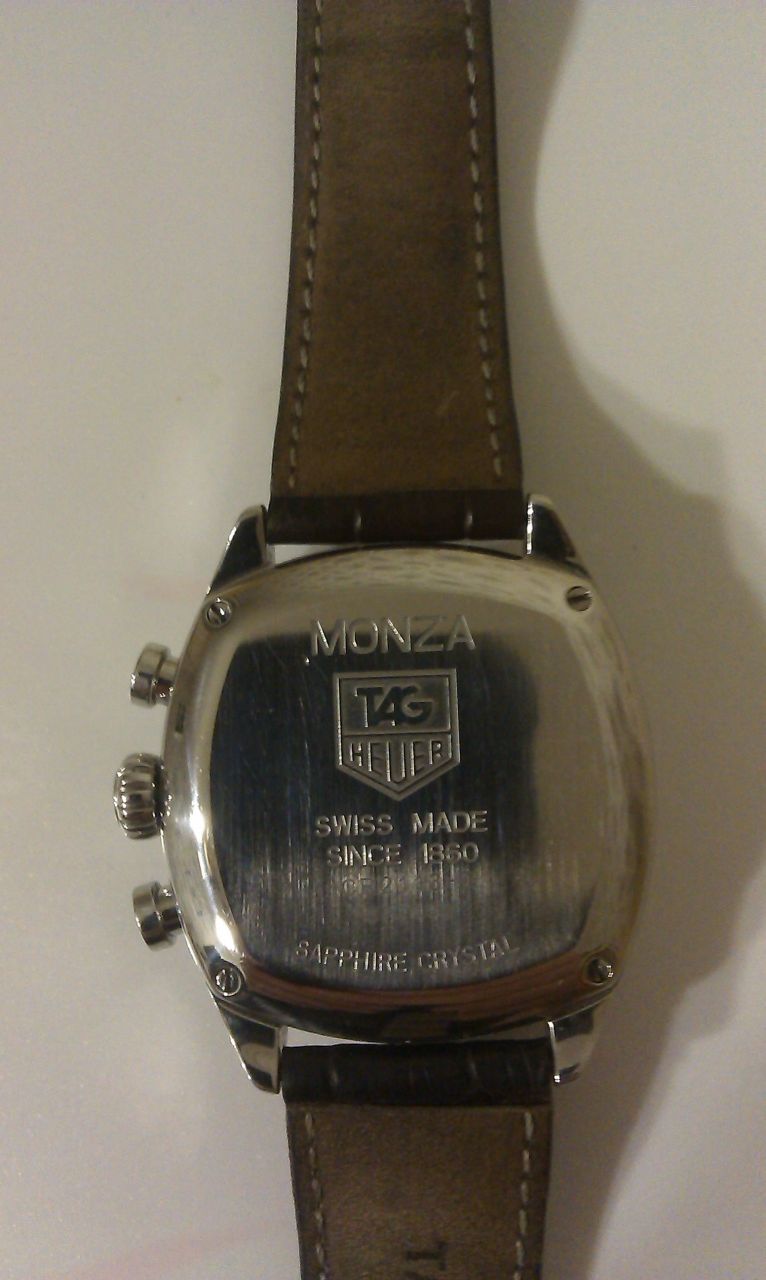 MONZA
TAG
HEUER
SWISS MADE
SINCE 1860
SAPPHIRE CRYSTAL